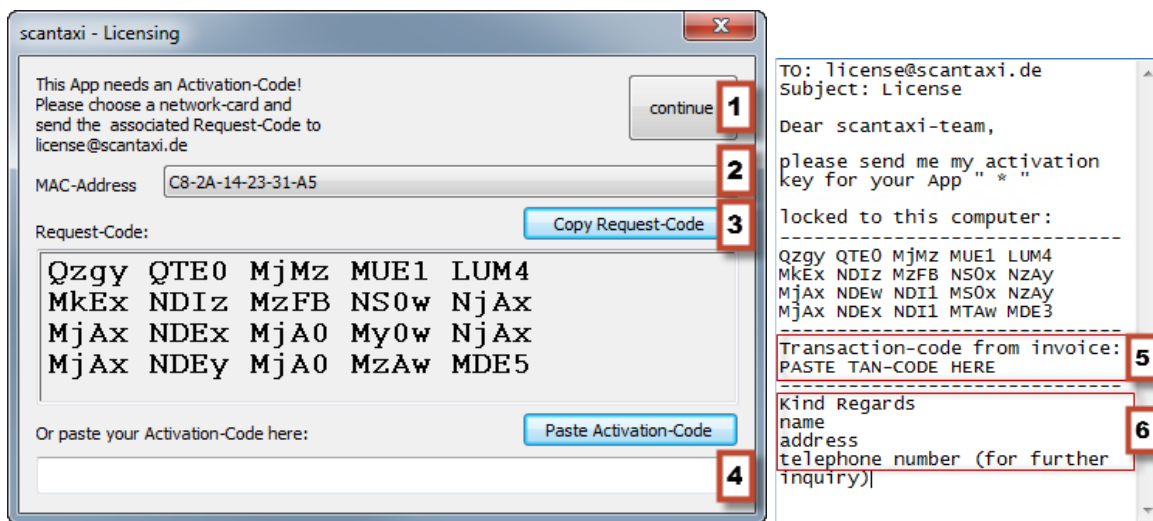 scantaxi - Licensing
This App needs an Activation-Code!
Please choose a network-card and
send the associated Request-Code to
license@scantaxi.de
continue
1
MAC-Address
C8-2A-14-23-31-A5
2
Copy Request-Code
3
Request-Code:
Qzgy QTE0 MjMz MUE1 LUM4
MkEx NDIz MzFB NS0w NjAx
MjAx NDEx MjA0 My0w NjAx
MjAx NDEy MjA0 MzAw MDE5
Or paste your Activation-Code here:
Paste Activation-Code
4
TO: license@scantaxi.de
Subject: License
Dear scantaxi-team,
please send me my activation
key for your App " * "
locked to this computer:
------------------------------
Qzgy QTE0 MjMz MUE1 LUM4
MkEx NDIz MzFB NS0x NzAy
MjAx NDEw NDI1 MS0x NzAy
MjAx NDEx NDI1 MTAw MDE3
------------------------------
Transaction-code from invoice:
PASTE TAN-CODE HERE
5
------------------------------
Kind Regards
name
address
telephone number (for further
inquiry)
6